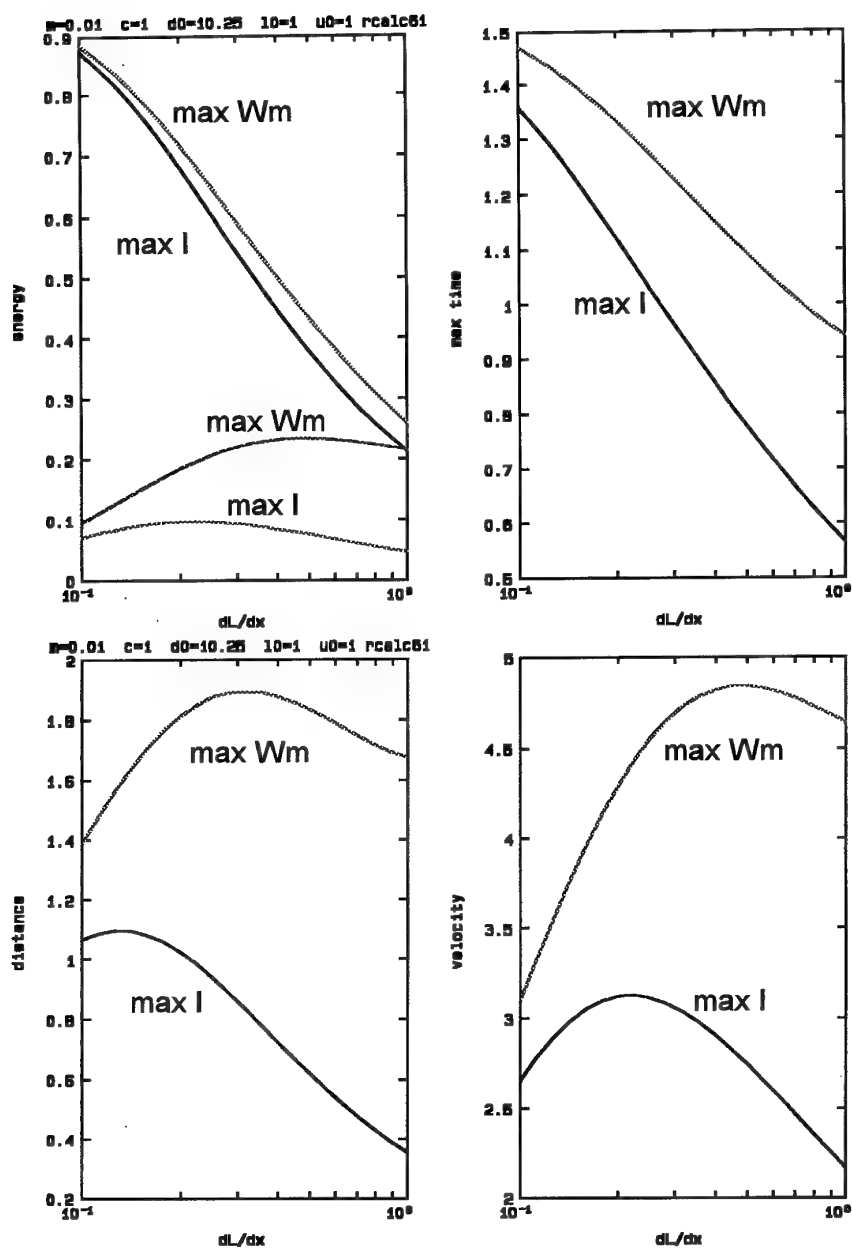 m=0.01 c=1 d0=10.25 l0=1 u0=1 rcalc61
0.9
0.8
0.7
0.6
0.5
0.4
0.3
0.2
0.1
0
energy
max Wm
max I
max Wm
max I
10⁻¹
10⁰
dL/dx
1.5
1.4
1.3
1.2
1.1
1
0.9
0.8
0.7
0.6
0.5
max time
max Wm
max I
10⁻¹
10⁰
dL/dx
m=0.01 c=1 d0=10.25 l0=1 u0=1 rcalc61
2
1.8
1.6
1.4
1.2
1
0.8
0.6
0.4
0.2
distance
max Wm
max I
10⁻¹
10⁰
dL/dx
5
4.5
4
3.5
3
2.5
2
velocity
max Wm
max I
10⁻¹
10⁰
dL/dx